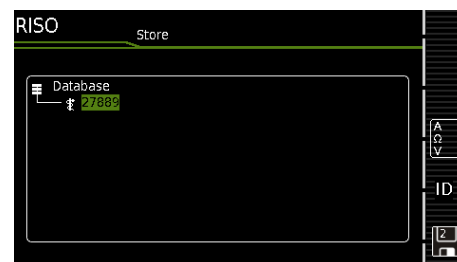 RISO
Store
Database
27889
A
Ω
V
ID
2